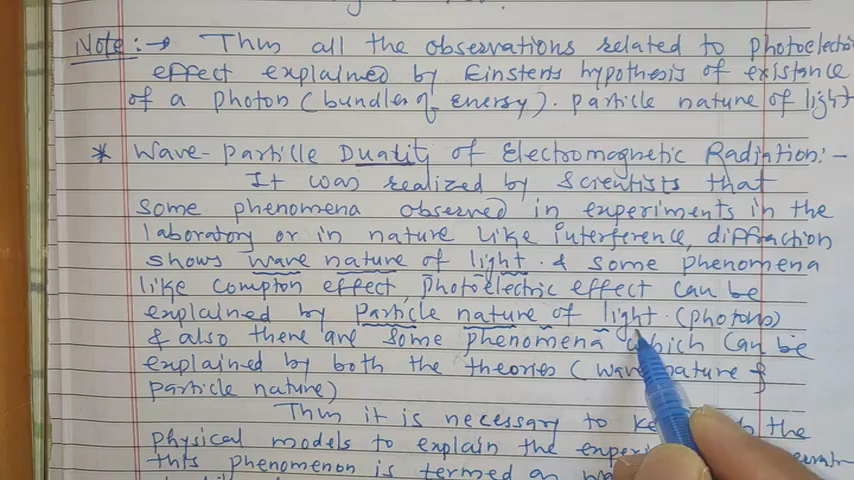 Note :→ Thus all the observations related to photoelectric
effect explained by Einstein's hypothesis of existance
of a photon (bundles of energy). particle nature of light
* Wave-Particle Duality of Electromagnetic Radiation:-
It was realized by Scientists that
some phenomena observed in experiments in the
laboratory or in nature like interference, diffraction
shows wave nature of light. & some phenomena
like compton effect, photoelectric effect can be
explained by particle nature of light. (photons)
& also there are some phenomena which can be
explained by both the theories (wave nature &
particle nature)
Thus it is necessary to the
physical models to explain the
this phenomenon is termed as